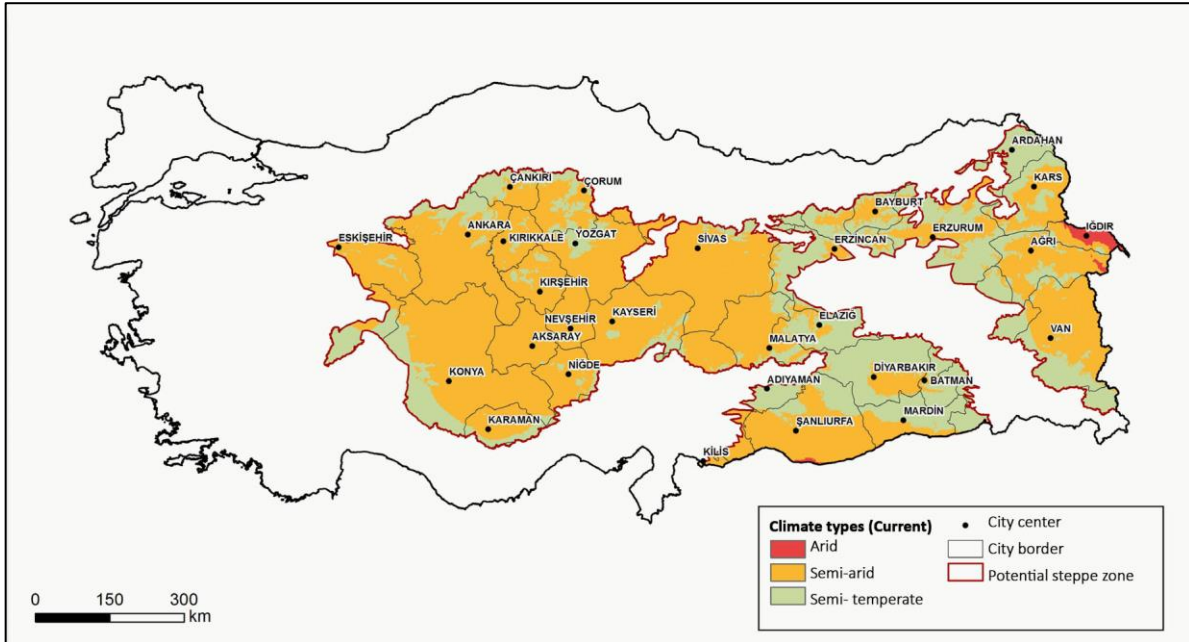 ARDAHAN
KARS
ÇANKIRI
ÇORUM
BAYBURT
IĞDIR
ANKARA
KIRIKKALE
YOZGAT
ESKİŞEHİR
SİVAS
ERZİNCAN
ERZURUM
AĞRI
KIRŞEHİR
NEVŞEHİR
KAYSERİ
ELAZIĞ
VAN
AKSARAY
MALATYA
KONYA
NİĞDE
ADIYAMAN
DİYARBAKIR
BATMAN
KARAMAN
ŞANLIURFA
MARDİN
KİLİS
Climate types (Current)
Arid
Semi-arid
Semi- temperate
City center
City border
Potential steppe zone
0 150 300
km